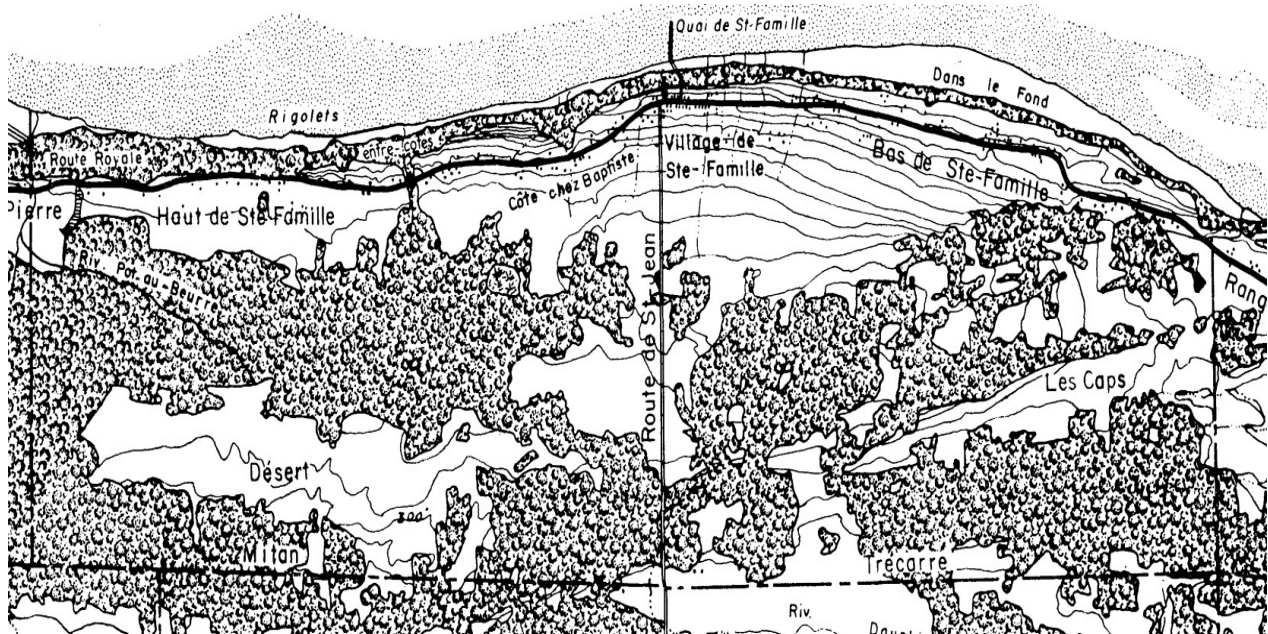 Quai de St-Famille
Dans le Fond
Rigolets
entre-cotes
Route Royale
Village de
Ste-Famille
Bas de Ste-Famille
Côte chez Baptiste
Pierre
Haut de Ste-Famille
Riv. Pot-au-Beurre
Rang
Route de St Jean
Les Caps
Désert
300'
Mitan
Trécarré
Riv.